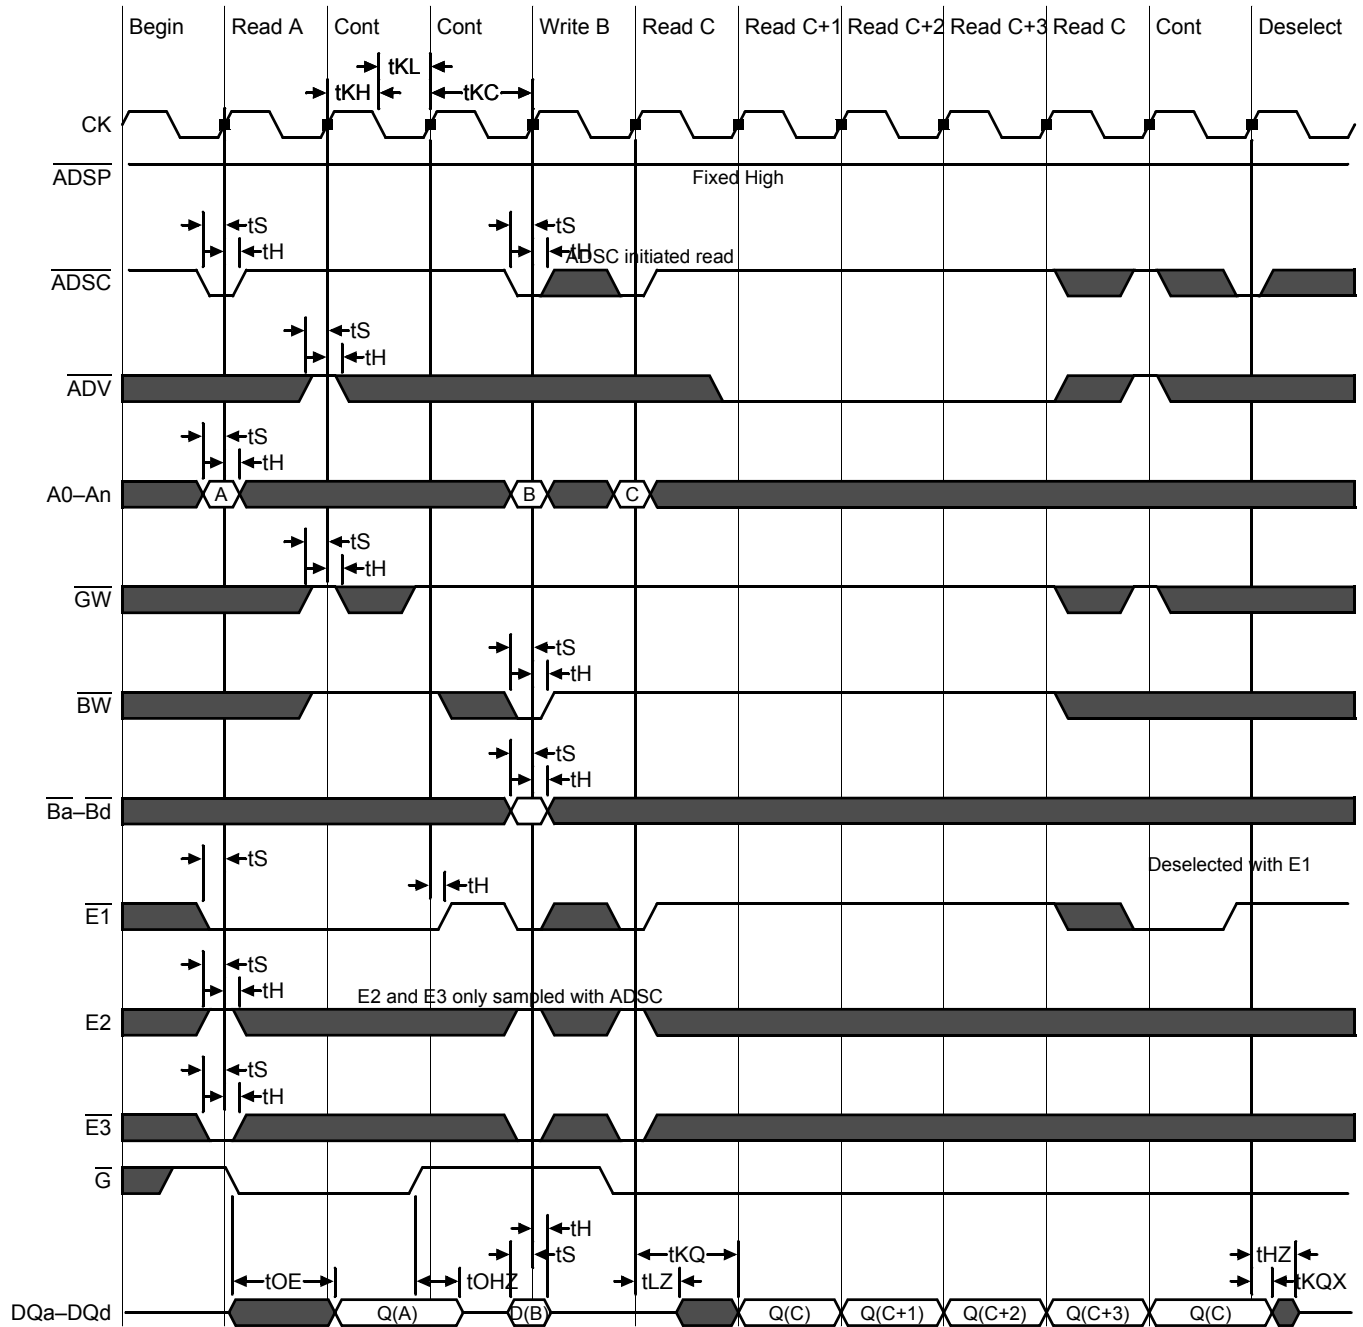 Begin Read A Cont Cont Write B Read C Read C+1 Read C+2 Read C+3 Read C Cont Deselect
tKL
tKH tKC
CK
ADSP
Fixed High
tS tS
tH tH
ADSC initiated read
ADSC
tS
tH
ADV
tS
tH
A0–An A B C
tS
tH
GW
tS
tH
BW
tS
tH
Ba–Bd
tS
Deselected with E1
tH
E1
tS
tH
E2 and E3 only sampled with ADSC
E2
tS
tH
E3
G
tH
tS tKQ tHZ
tOE tOHZ tLZ tKQX
DQa–DQd Q(A) D(B) Q(C) Q(C+1) Q(C+2) Q(C+3) Q(C)